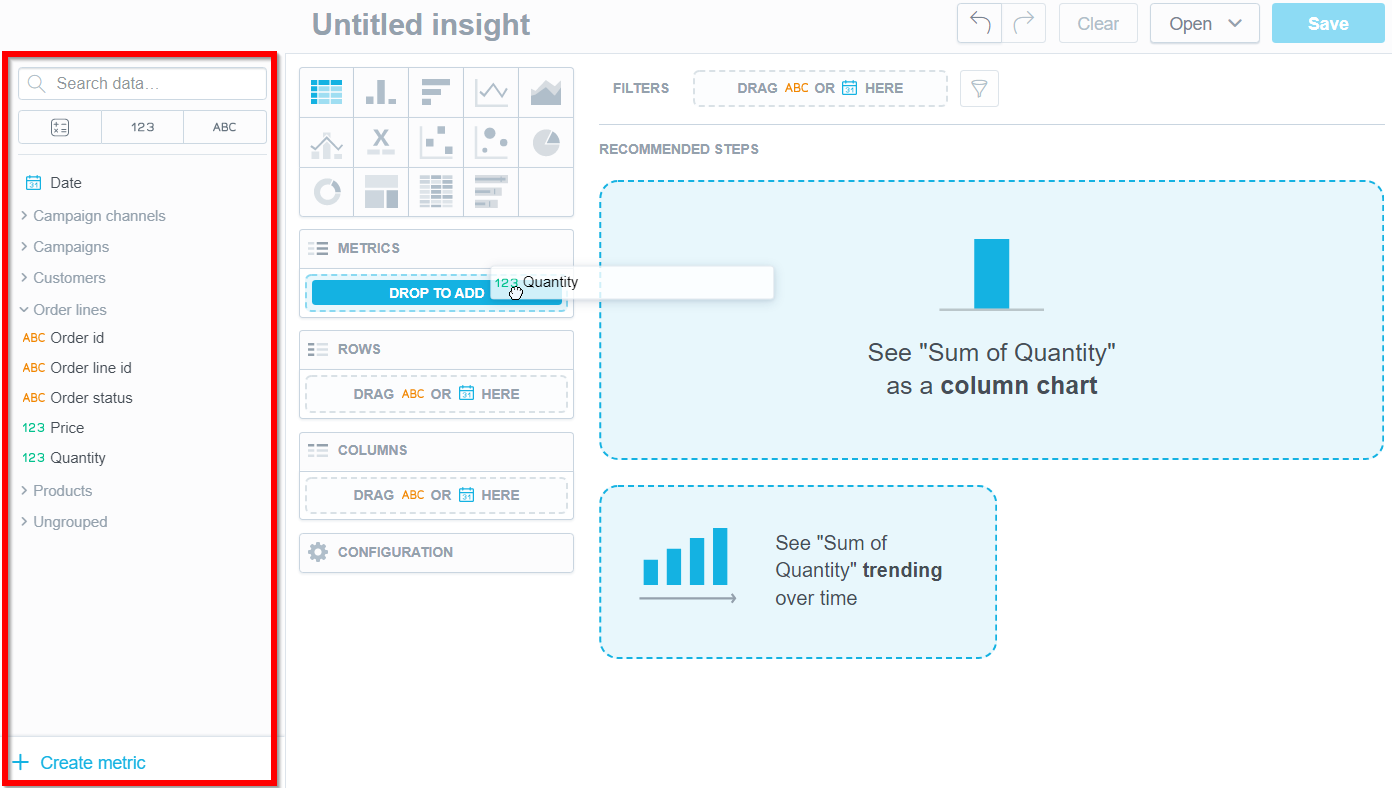 Untitled insight
Clear
Open
Save
Search data...
123
ABC
31 Date
Campaign channels
Campaigns
Customers
Order lines
ABC Order id
ABC Order line id
ABC Order status
123 Price
123 Quantity
Products
Ungrouped
Create metric
X
METRICS
DROP TO ADD
123 Quantity
ROWS
DRAG ABC OR 31 HERE
COLUMNS
DRAG ABC OR 31 HERE
CONFIGURATION
FILTERS
DRAG ABC OR 31 HERE
RECOMMENDED STEPS
See "Sum of Quantity"
as a column chart
See "Sum of
Quantity" trending
over time